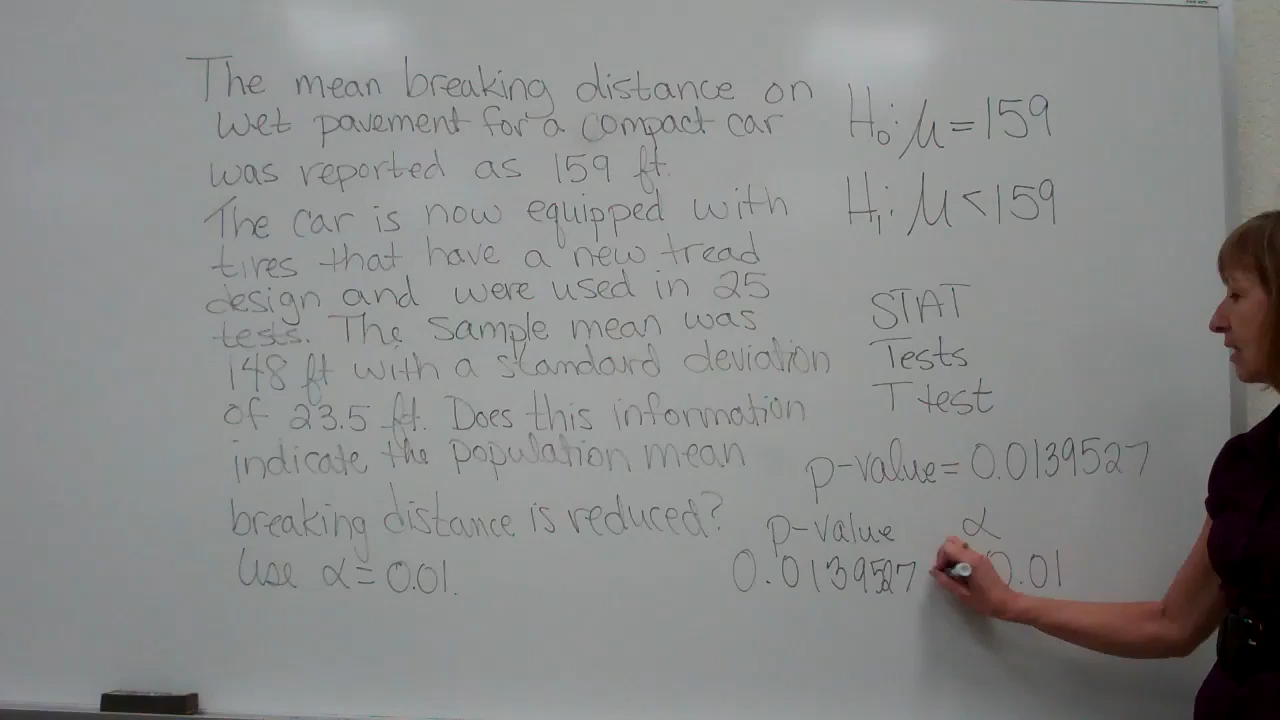 The mean breaking distance on
wet pavement for a compact car
was reported as 159 ft.
The car is now equipped with
tires that have a new tread
design and were used in 25
tests. The sample mean was
148 ft with a standard deviation
of 23.5 ft. Does this information
indicate the population mean
breaking distance is reduced?
Use α = 0.01.
H₀: μ = 159
H₁: μ < 159
STAT
Tests
T test
p-value = 0.0139527
p-value α
0.0139527 0.01